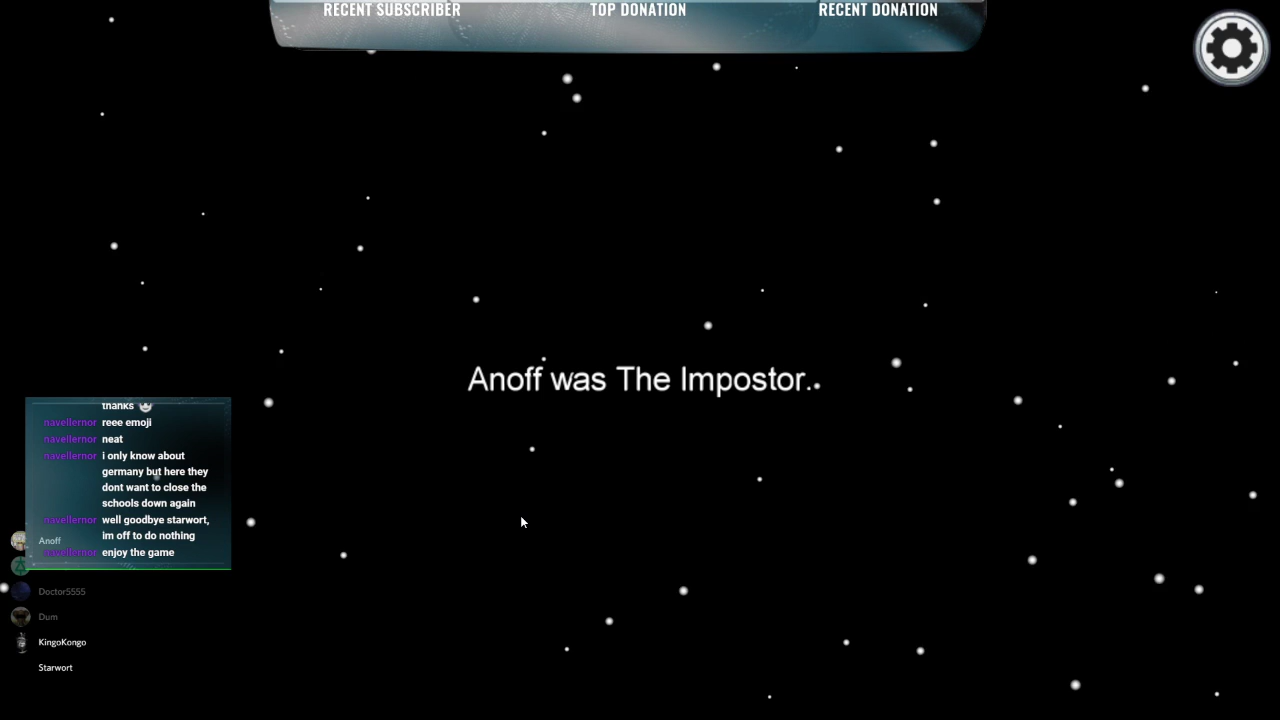 RECENT SUBSCRIBER TOP DONATION RECENT DONATION
Anoff was The Impostor.
thanks
navellernor reee emoji
navellernor neat
navellernor i only know about
germany but here they
dont want to close the
schools down again
navellernor well goodbye starwort,
im off to do nothing
navellernor enjoy the game
Anoff
Doctor5555
Dum
KingoKongo
Starwort